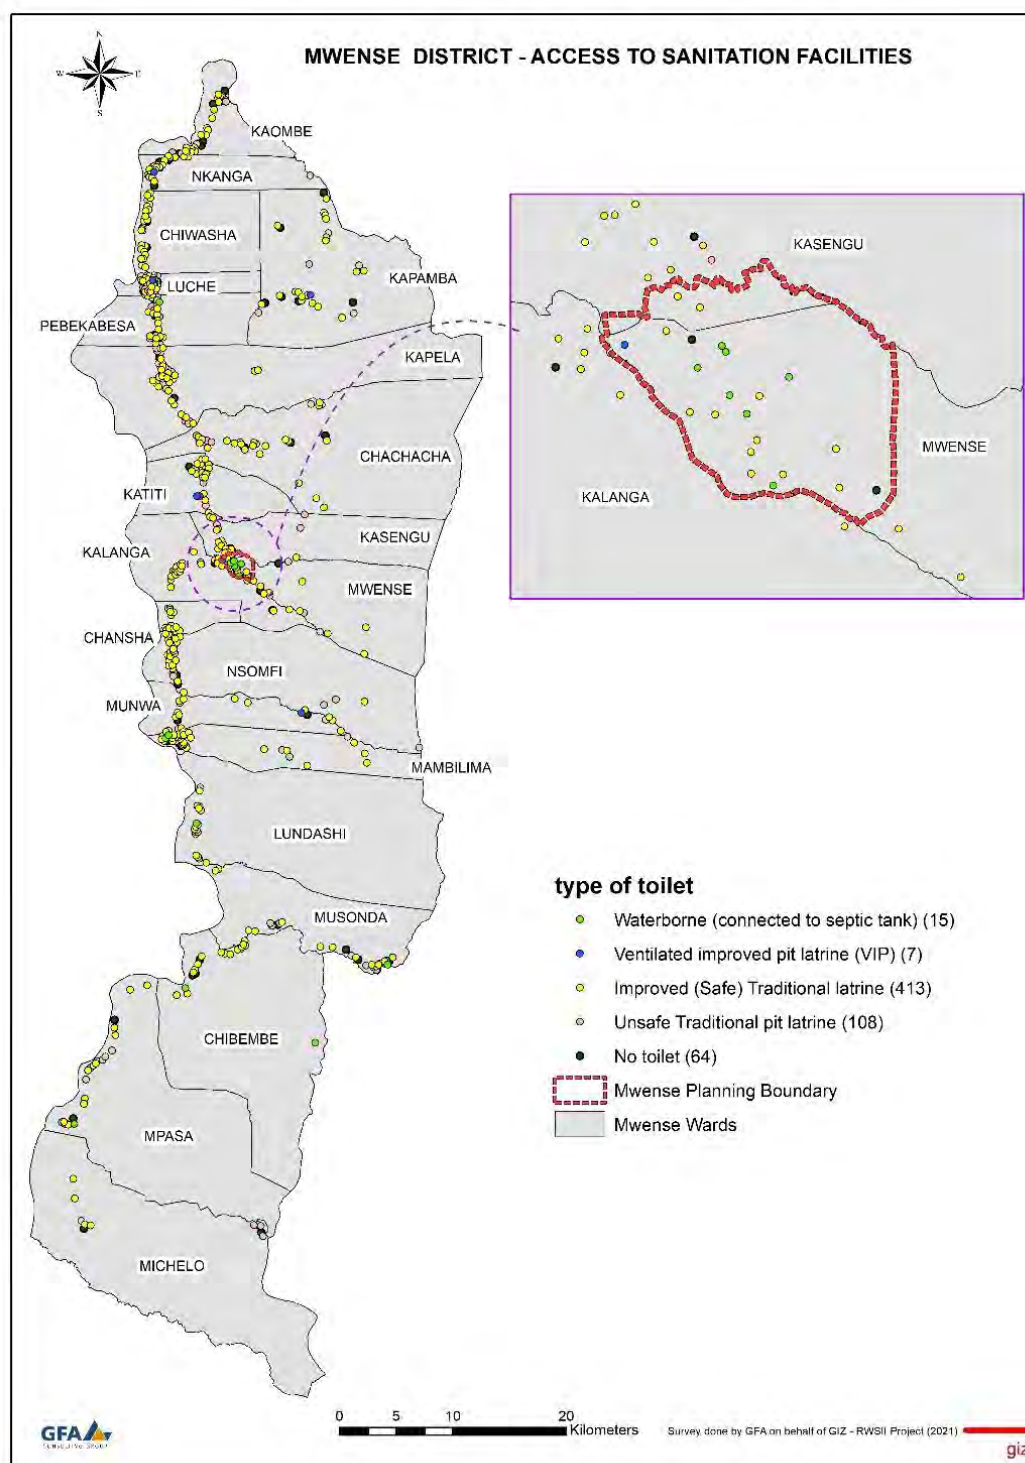 MWENSE DISTRICT - ACCESS TO SANITATION FACILITIES
N
W
E
S
KAOMBE
NKANGA
CHIWASHA
KAPAMBA
LUCHE
PEBEKABESA
KAPELA
CHACHACHA
KATITI
KASENGU
KALANGA
MWENSE
CHANSHA
NSOMFI
MUNWA
MAMBILIMA
LUNDASHI
MUSONDA
CHIBEMBE
MPASA
MICHELO
KASENGU
MWENSE
KALANGA
type of toilet
Waterborne (connected to septic tank) (15)
Ventilated improved pit latrine (VIP) (7)
Improved (Safe) Traditional latrine (413)
Unsafe Traditional pit latrine (108)
No toilet (64)
Mwense Planning Boundary
Mwense Wards
GFA
CONSULTING GROUP
0 5 10 20
Kilometers
Survey done by GFA on behalf of GIZ - RWSII Project (2021)
giz